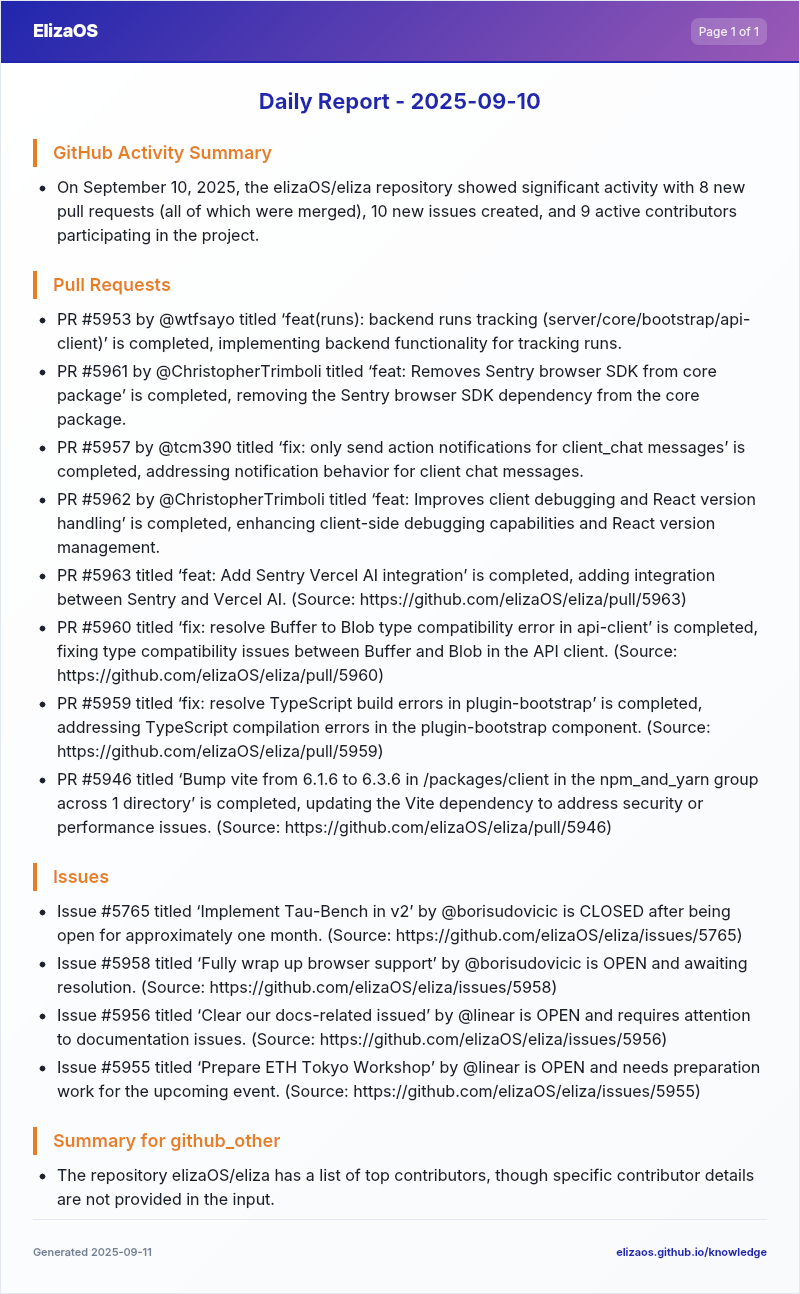 ElizaOS
Page 1 of 1
Daily Report - 2025-09-10
GitHub Activity Summary
• On September 10, 2025, the elizaOS/eliza repository showed significant activity with 8 new
pull requests (all of which were merged), 10 new issues created, and 9 active contributors
participating in the project.
Pull Requests
• PR #5953 by @wtfsayo titled ‘feat(runs): backend runs tracking (server/core/bootstrap/api-
client)’ is completed, implementing backend functionality for tracking runs.
• PR #5961 by @ChristopherTrimboli titled ‘feat: Removes Sentry browser SDK from core
package’ is completed, removing the Sentry browser SDK dependency from the core
package.
• PR #5957 by @tcm390 titled ‘fix: only send action notifications for client_chat messages’ is
completed, addressing notification behavior for client chat messages.
• PR #5962 by @ChristopherTrimboli titled ‘feat: Improves client debugging and React version
handling’ is completed, enhancing client-side debugging capabilities and React version
management.
• PR #5963 titled ‘feat: Add Sentry Vercel AI integration’ is completed, adding integration
between Sentry and Vercel AI. (Source: https://github.com/elizaOS/eliza/pull/5963)
• PR #5960 titled ‘fix: resolve Buffer to Blob type compatibility error in api-client’ is completed,
fixing type compatibility issues between Buffer and Blob in the API client. (Source:
https://github.com/elizaOS/eliza/pull/5960)
• PR #5959 titled ‘fix: resolve TypeScript build errors in plugin-bootstrap’ is completed,
addressing TypeScript compilation errors in the plugin-bootstrap component. (Source:
https://github.com/elizaOS/eliza/pull/5959)
• PR #5946 titled ‘Bump vite from 6.1.6 to 6.3.6 in /packages/client in the npm_and_yarn group
across 1 directory’ is completed, updating the Vite dependency to address security or
performance issues. (Source: https://github.com/elizaOS/eliza/pull/5946)
Issues
• Issue #5765 titled ‘Implement Tau-Bench in v2’ by @borisudovicic is CLOSED after being
open for approximately one month. (Source: https://github.com/elizaOS/eliza/issues/5765)
• Issue #5958 titled ‘Fully wrap up browser support’ by @borisudovicic is OPEN and awaiting
resolution. (Source: https://github.com/elizaOS/eliza/issues/5958)
• Issue #5956 titled ‘Clear our docs-related issued’ by @linear is OPEN and requires attention
to documentation issues. (Source: https://github.com/elizaOS/eliza/issues/5956)
• Issue #5955 titled ‘Prepare ETH Tokyo Workshop’ by @linear is OPEN and needs preparation
work for the upcoming event. (Source: https://github.com/elizaOS/eliza/issues/5955)
Summary for github_other
• The repository elizaOS/eliza has a list of top contributors, though specific contributor details
are not provided in the input.
Generated 2025-09-11
elizaos.github.io/knowledge